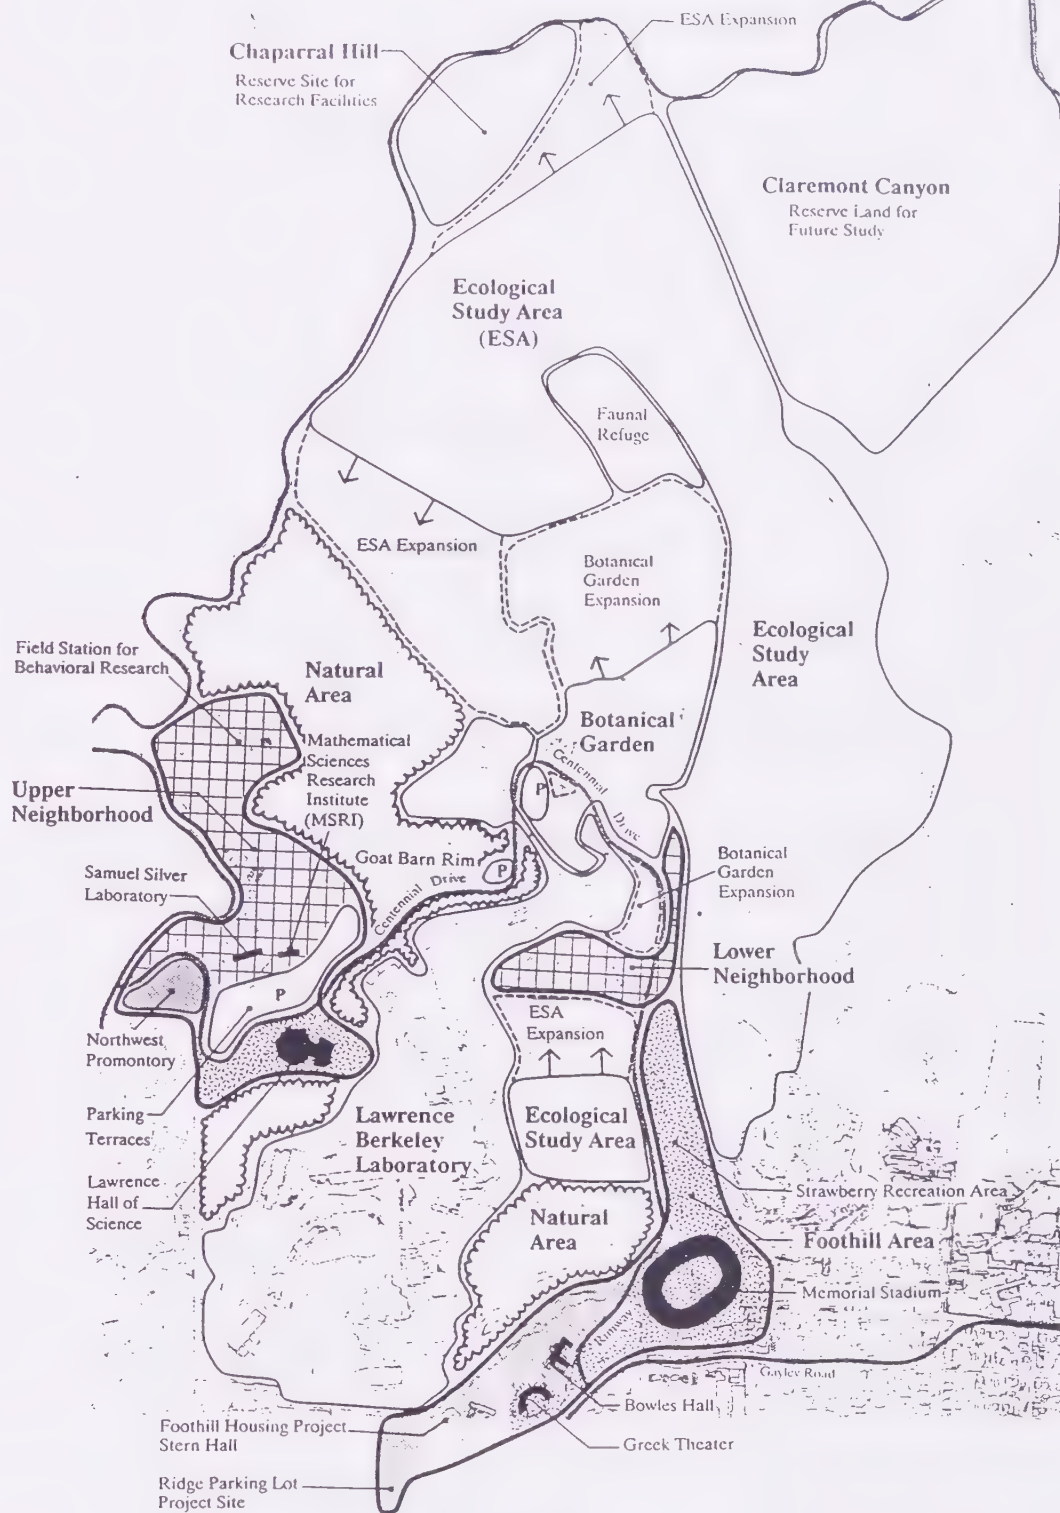 ESA Expansion
Chaparral Hill
Reserve Site for
Research Facilities
Claremont Canyon
Reserve Land for
Future Study
Ecological
Study Area
(ESA)
Faunal
Refuge
ESA Expansion
Botanical
Garden
Expansion
Ecological
Study
Area
Field Station for
Behavioral Research
Natural
Area
Botanical
Garden
Mathematical
Sciences
Research
Institute
(MSRI)
Centennial
Drive
P
Upper
Neighborhood
Goat Barn Rim
P
Centennial Drive
Botanical
Garden
Expansion
Samuel Silver
Laboratory
Lower
Neighborhood
P
ESA
Expansion
Northwest
Promontory
Parking
Terraces
Lawrence
Berkeley
Laboratory
Ecological
Study Area
Lawrence
Hall of
Science
Strawberry Recreation Area
Natural
Area
Foothill Area
Memorial Stadium
Gayley Road
Bowles Hall
Foothill Housing Project
Stern Hall
Greek Theater
Ridge Parking Lot
Project Site